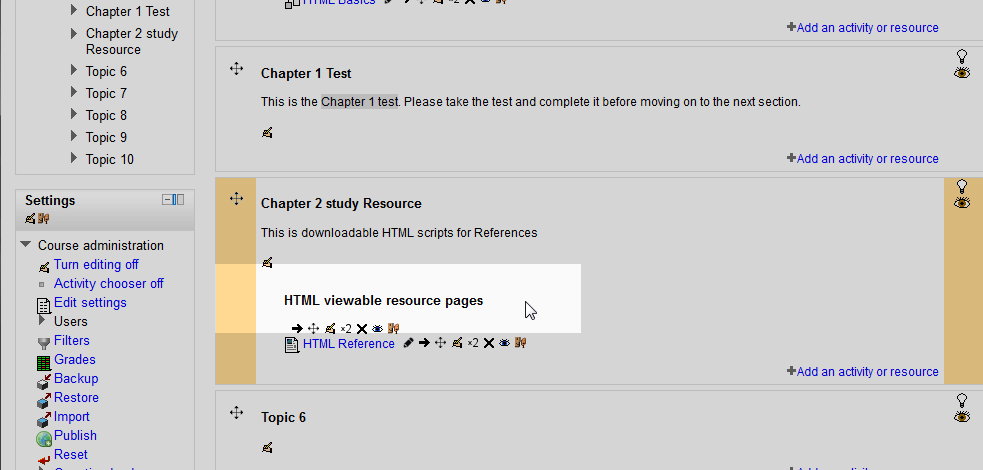 Chapter 1 Test
Chapter 2 study
Resource
Topic 6
Topic 7
Topic 8
Topic 9
Topic 10
Settings
Course administration
Turn editing off
Activity chooser off
Edit settings
Users
Filters
Grades
Backup
Restore
Import
Publish
Reset
HTML Basics ×2
Add an activity or resource
Chapter 1 Test
This is the Chapter 1 test. Please take the test and complete it before moving on to the next section.
Add an activity or resource
Chapter 2 study Resource
This is downloadable HTML scripts for References
HTML viewable resource pages
×2
HTML Reference ×2
Add an activity or resource
Topic 6